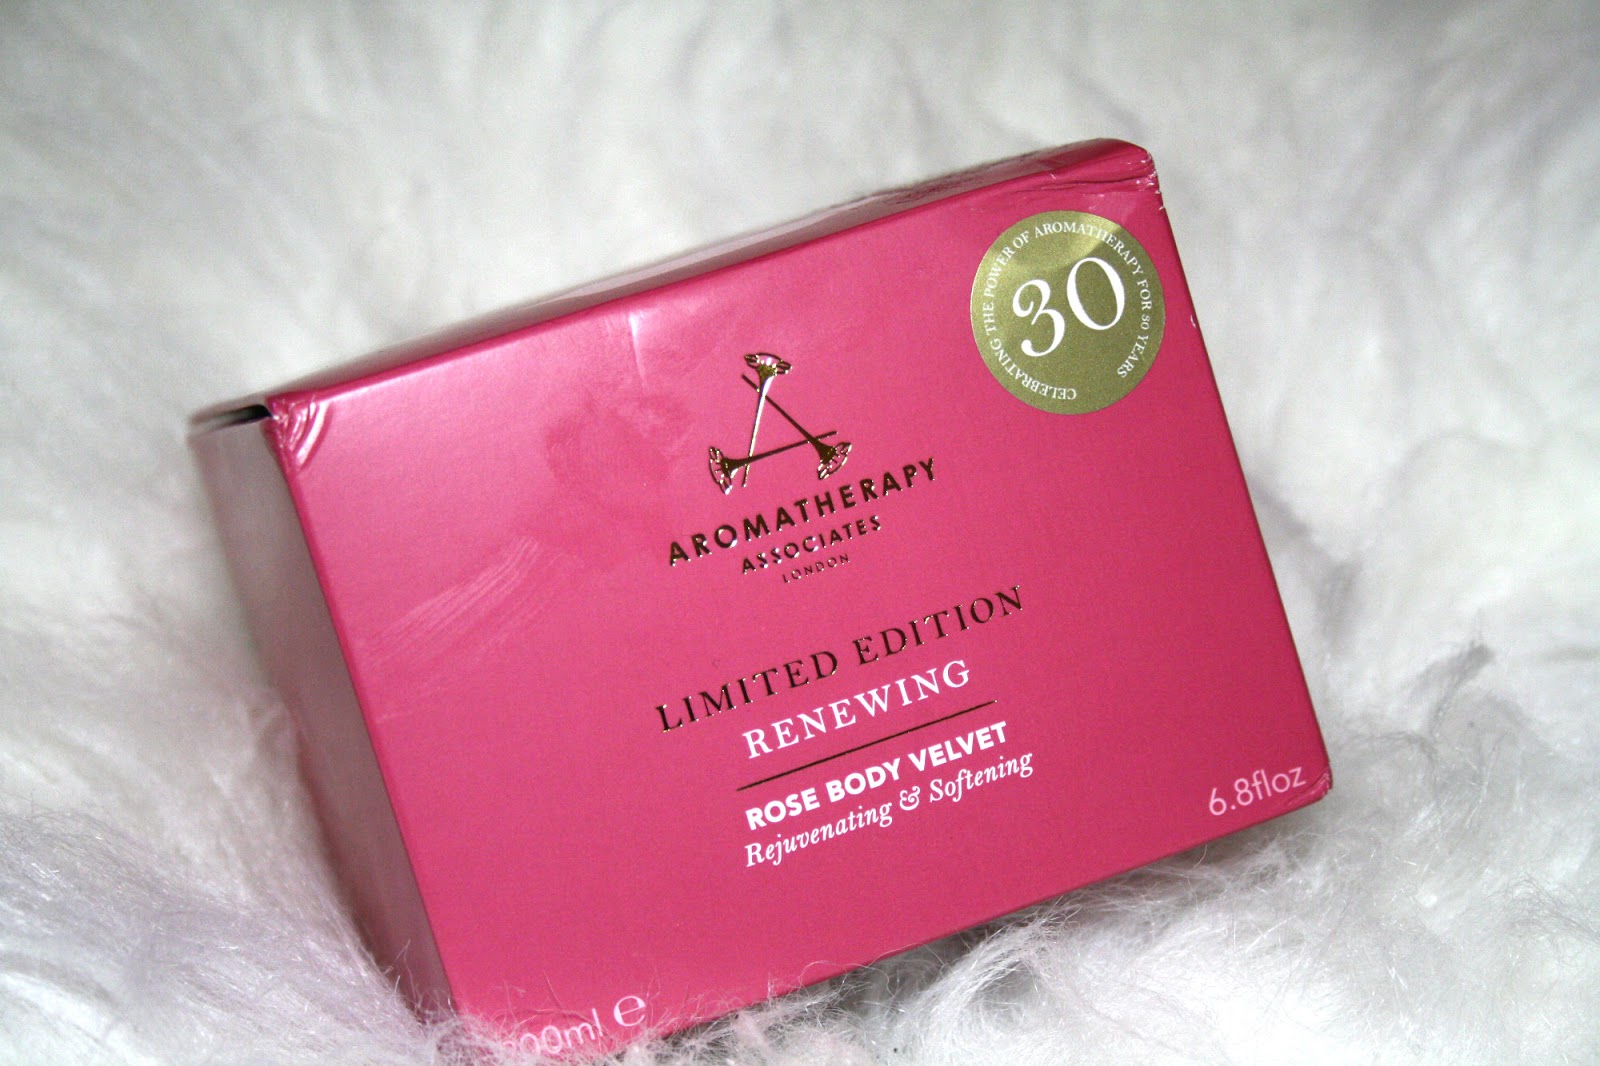 CELEBRATING THE POWER OF AROMATHERAPY FOR 30 YEARS
30
AROMATHERAPY
ASSOCIATES
LONDON
LIMITED EDITION
RENEWING
ROSE BODY VELVET
Rejuvenating & Softening
00ml ℮
6.8floz